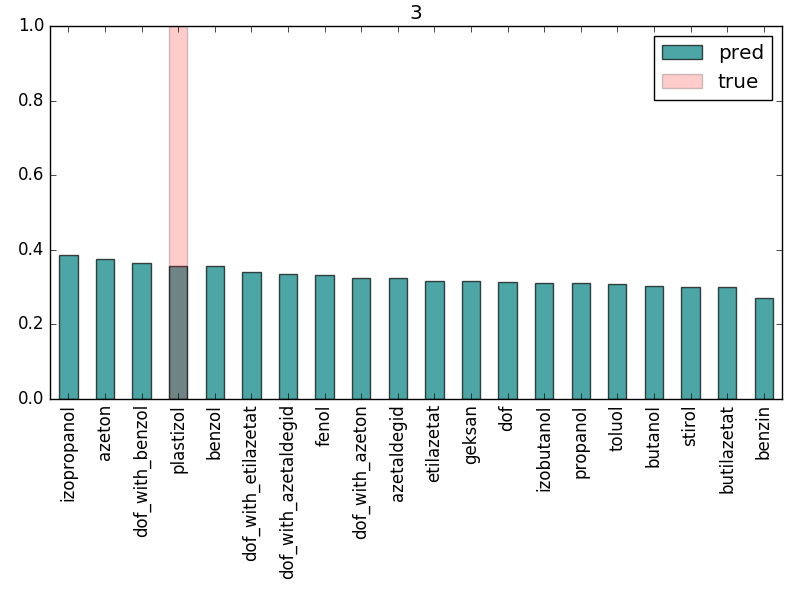 3
1.0
0.8
0.6
0.4
0.2
0.0
pred
true
izopropanol
azeton
dof_with_benzol
plastizol
benzol
dof_with_etilazetat
dof_with_azetaldegid
fenol
dof_with_azeton
azetaldegid
etilazetat
geksan
dof
izobutanol
propanol
toluol
butanol
stirol
butilazetat
benzin